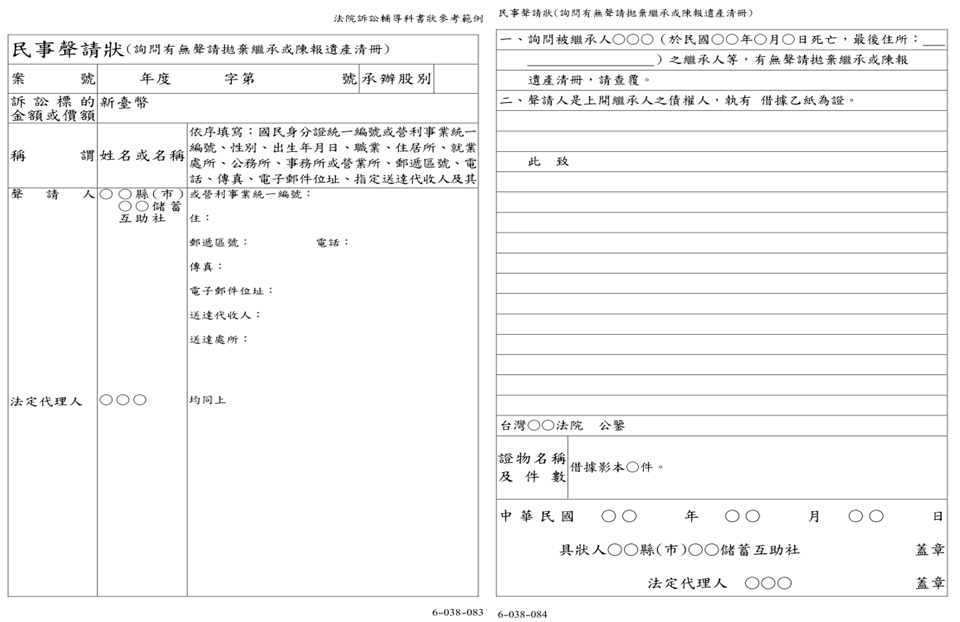 法院訴訟輔導科書狀參考範例
民事聲請狀(詢問有無聲請拋棄繼承或陳報遺產清冊)
案號 年度 字第 號 承辦股別
訴訟標的
金額或價額 新臺幣
稱謂 姓名或名稱
依序填寫：國民身分證統一編號或營利事業統一
編號、性別、出生年月日、職業、住居所、就業
處所、公務所、事務所或營業所、郵遞區號、電
話、傳真、電子郵件位址、指定送達代收人及其
聲請人 ○○縣(市) 或營利事業統一編號：
○○儲蓄
互助社 住：
郵遞區號： 電話：
傳真：
電子郵件位址：
送達代收人：
送達處所：
法定代理人 ○○○ 均同上
6-038-083
民事聲請狀(詢問有無聲請拋棄繼承或陳報遺產清冊)
一、詢問被繼承人○○○（於民國○○年○月○日死亡，最後住所：___
____________________）之繼承人等，有無聲請拋棄繼承或陳報
遺產清冊，請查覆。
二、聲請人是上開繼承人之債權人，執有 借據乙紙為證。
此 致
台灣○○法院 公鑒
證物名稱
及件數 借據影本○件。
中華民國 ○○ 年 ○○ 月 ○○ 日
具狀人○○縣(市)○○儲蓄互助社 蓋章
法定代理人 ○○○ 蓋章
6-038-084